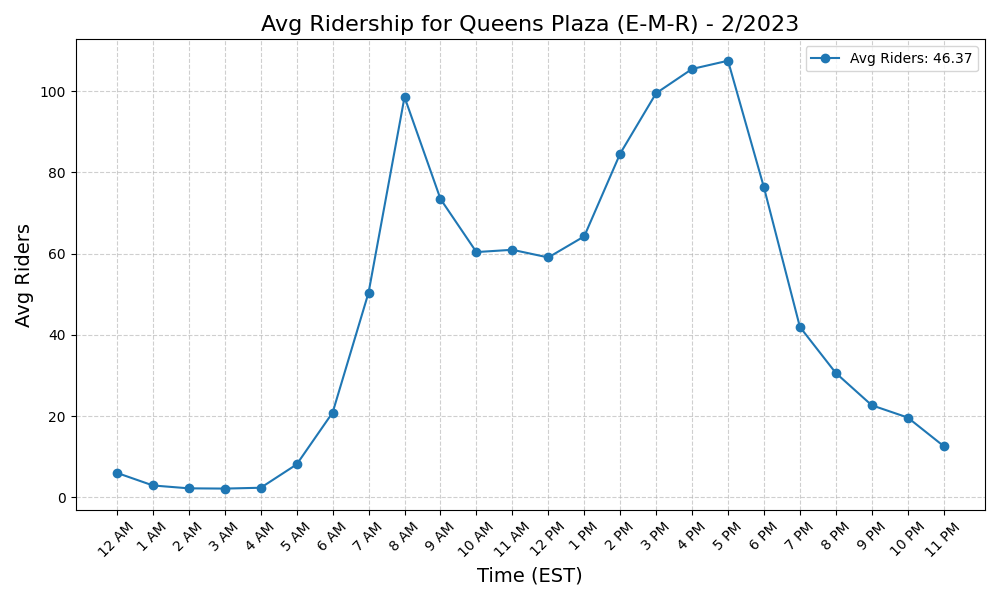 Avg Ridership for Queens Plaza (E-M-R) - 2/2023
Avg Riders: 46.37
Avg Riders
100
80
60
40
20
0
12 AM
1 AM
2 AM
3 AM
4 AM
5 AM
6 AM
7 AM
8 AM
9 AM
10 AM
11 AM
12 PM
1 PM
2 PM
3 PM
4 PM
5 PM
6 PM
7 PM
8 PM
9 PM
10 PM
11 PM
Time (EST)